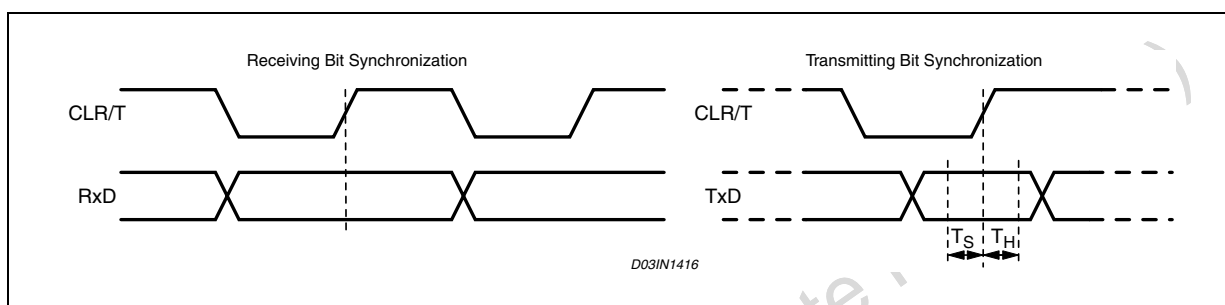 Receiving Bit Synchronization
Transmitting Bit Synchronization
CLR/T
CLR/T
RxD
TxD
TS
TH
D03IN1416